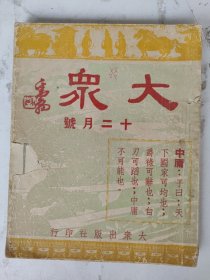 大眾
十二月號
中庸：子曰：天
下國家可均也；
爵祿可辭也；白
刃可蹈也；中庸
不可能也。
大眾出版社印行